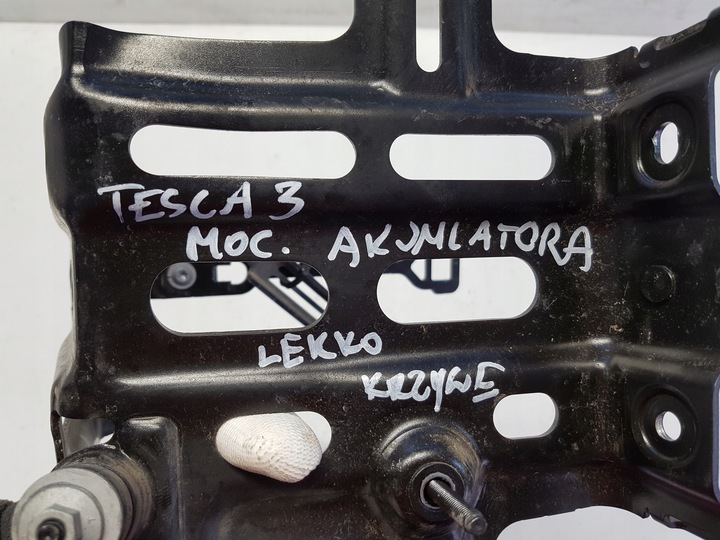 TESCA 3
MOC. AKUMLATORA
LEKKO
KRZYWE